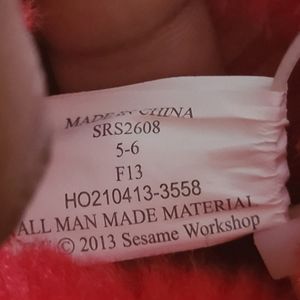 MADE IN CHINA
SRS2608
5-6
F13
HO210413-3558
ALL MAN MADE MATERIAL
© 2013 Sesame Workshop